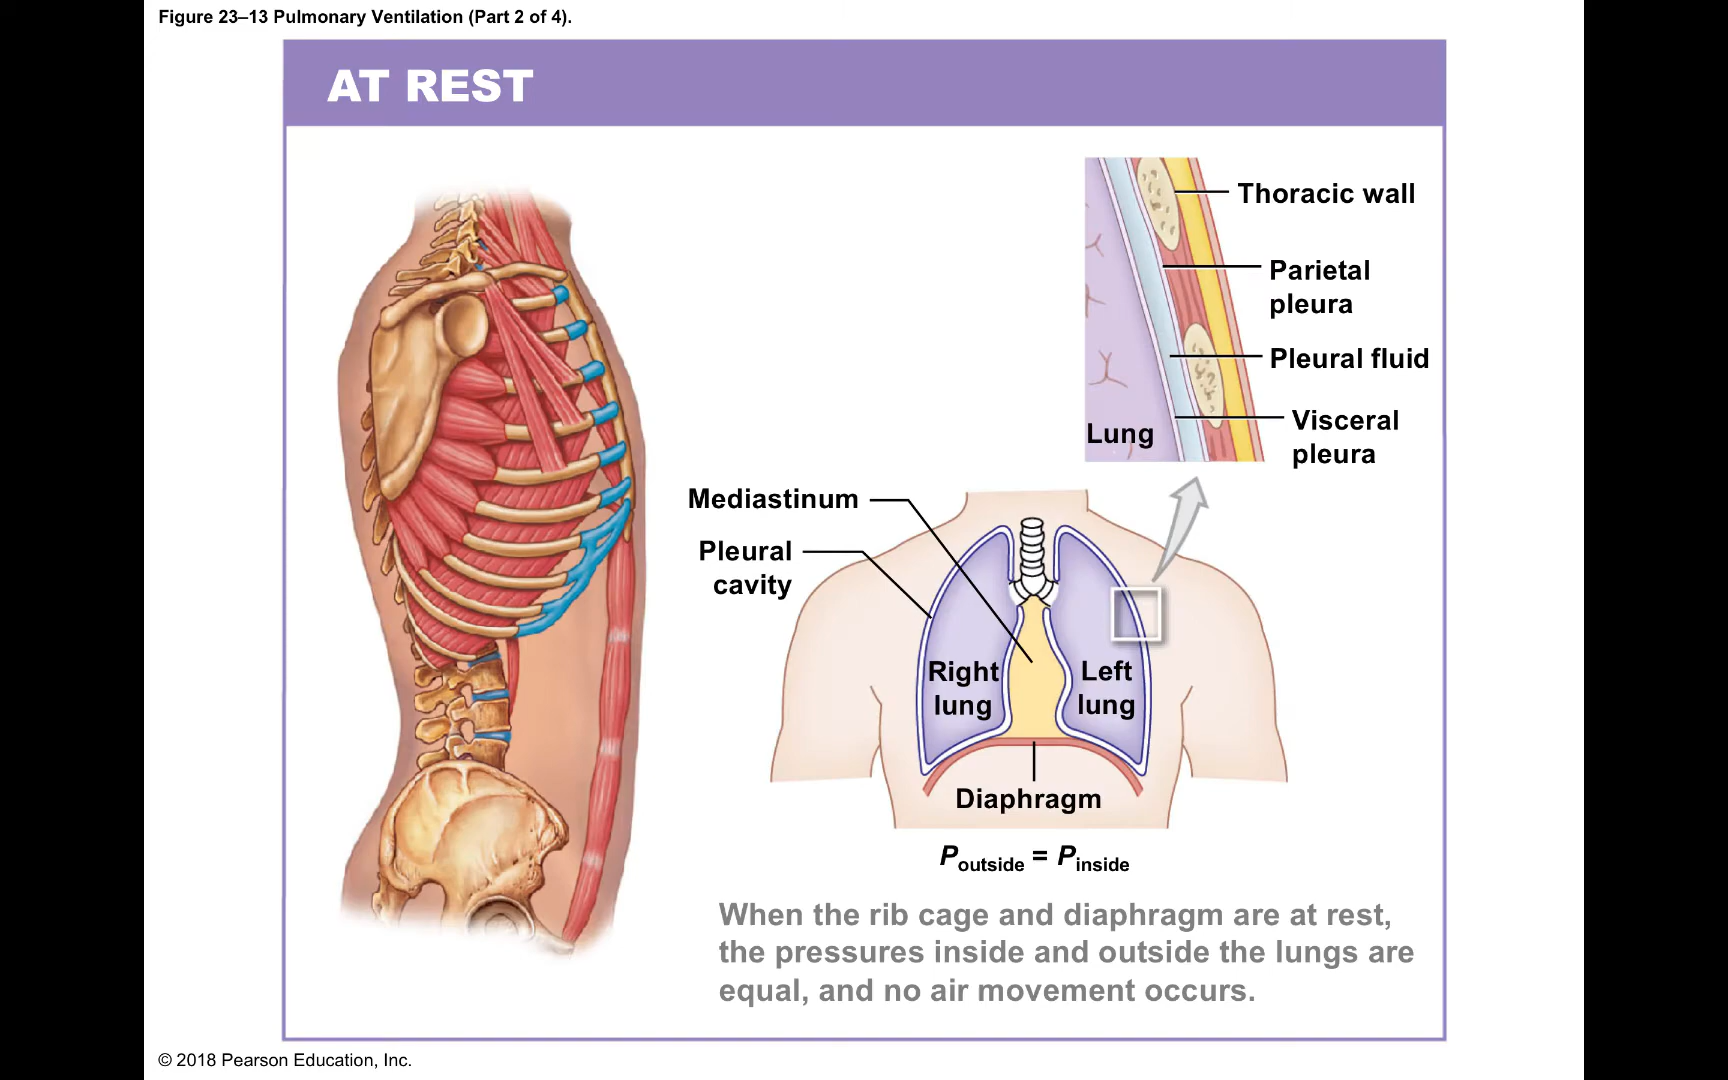 Figure 23–13 Pulmonary Ventilation (Part 2 of 4).
AT REST
Thoracic wall
Parietal
pleura
Pleural fluid
Visceral
pleura
Lung
Mediastinum
Pleural
cavity
Right
lung
Left
lung
Diaphragm
Poutside = Pinside
When the rib cage and diaphragm are at rest,
the pressures inside and outside the lungs are
equal, and no air movement occurs.
© 2018 Pearson Education, Inc.